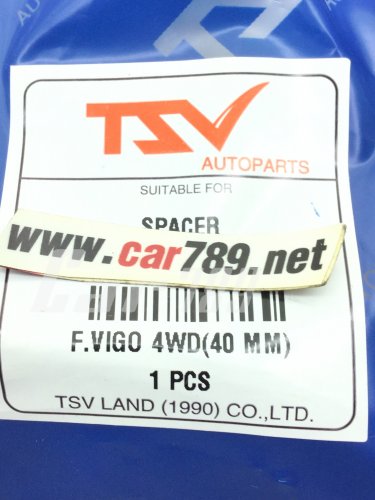 TSV
AUTOPARTS
SUITABLE FOR
SPACER
www.car789.net
F.VIGO 4WD(40 MM)
1 PCS
TSV LAND (1990) CO.,LTD.